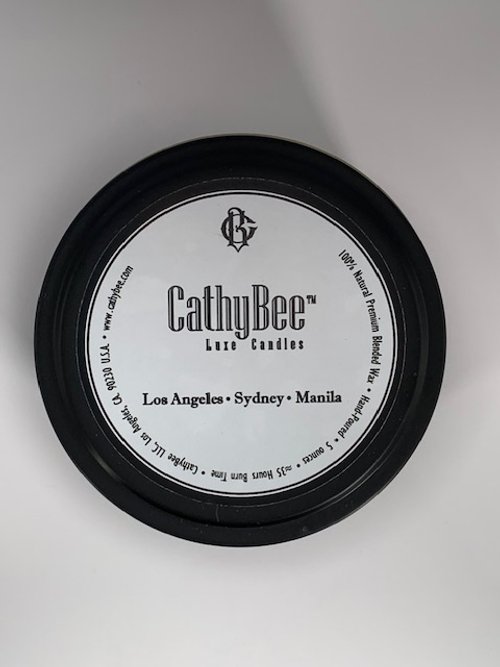 CathyBee™
Luxe Candles
Los Angeles • Sydney • Manila
100% Natural Premium Blended Wax • Hand-Poured • 5 ounces • ≈35 Hours Burn Time • CathyBee LLC, Los Angeles, CA 90230 U.S.A. • www.cathybee.com